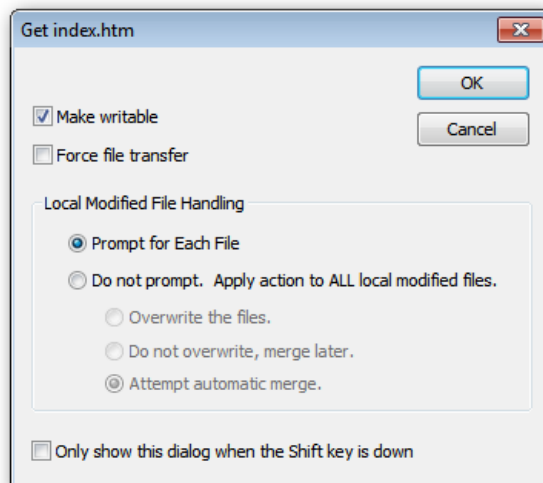 Get index.htm
OK
Make writable
Cancel
Force file transfer
Local Modified File Handling
Prompt for Each File
Do not prompt.  Apply action to ALL local modified files.
Overwrite the files.
Do not overwrite, merge later.
Attempt automatic merge.
Only show this dialog when the Shift key is down